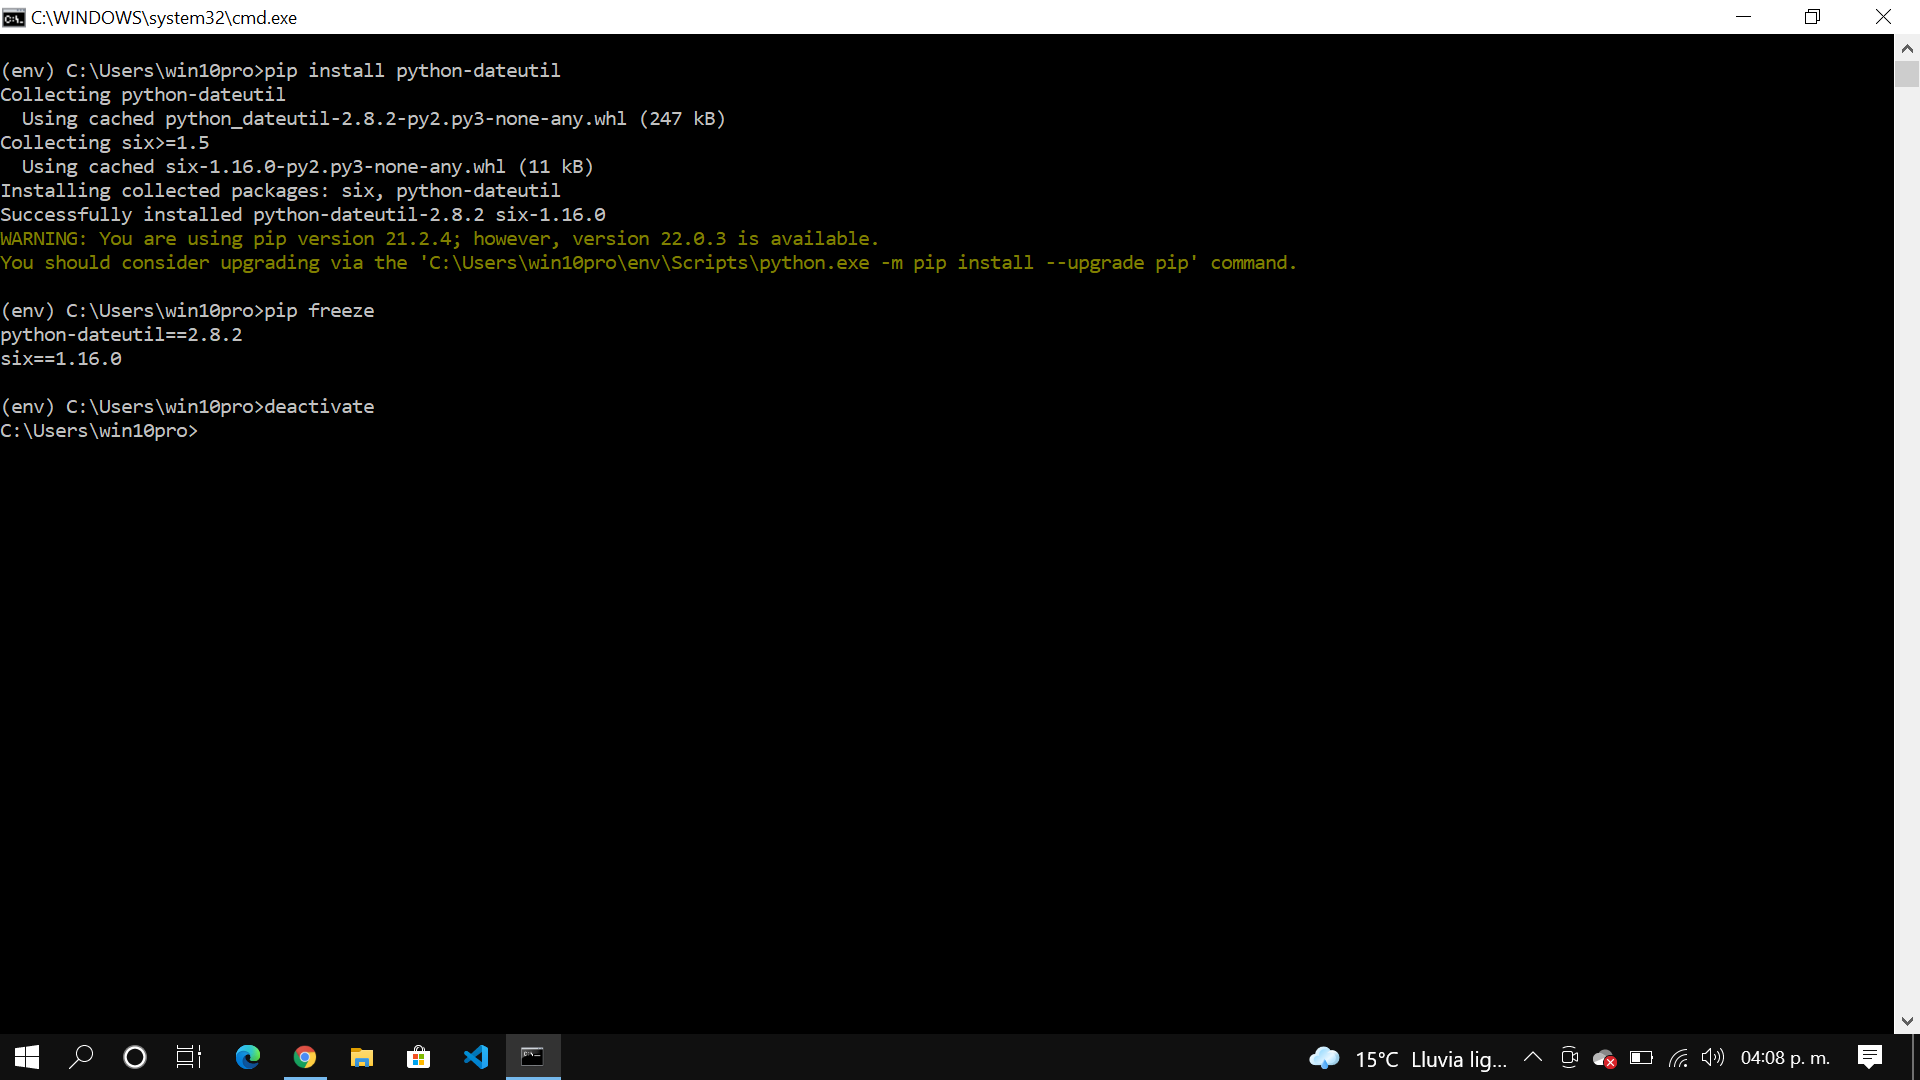 C:\WINDOWS\system32\cmd.exe
(env) C:\Users\win10pro>pip install python-dateutil
Collecting python-dateutil
  Using cached python_dateutil-2.8.2-py2.py3-none-any.whl (247 kB)
Collecting six>=1.5
  Using cached six-1.16.0-py2.py3-none-any.whl (11 kB)
Installing collected packages: six, python-dateutil
Successfully installed python-dateutil-2.8.2 six-1.16.0
WARNING: You are using pip version 21.2.4; however, version 22.0.3 is available.
You should consider upgrading via the 'C:\Users\win10pro\env\Scripts\python.exe -m pip install --upgrade pip' command.
(env) C:\Users\win10pro>pip freeze
python-dateutil==2.8.2
six==1.16.0
(env) C:\Users\win10pro>deactivate
C:\Users\win10pro>
15°C Lluvia lig... 04:08 p. m.